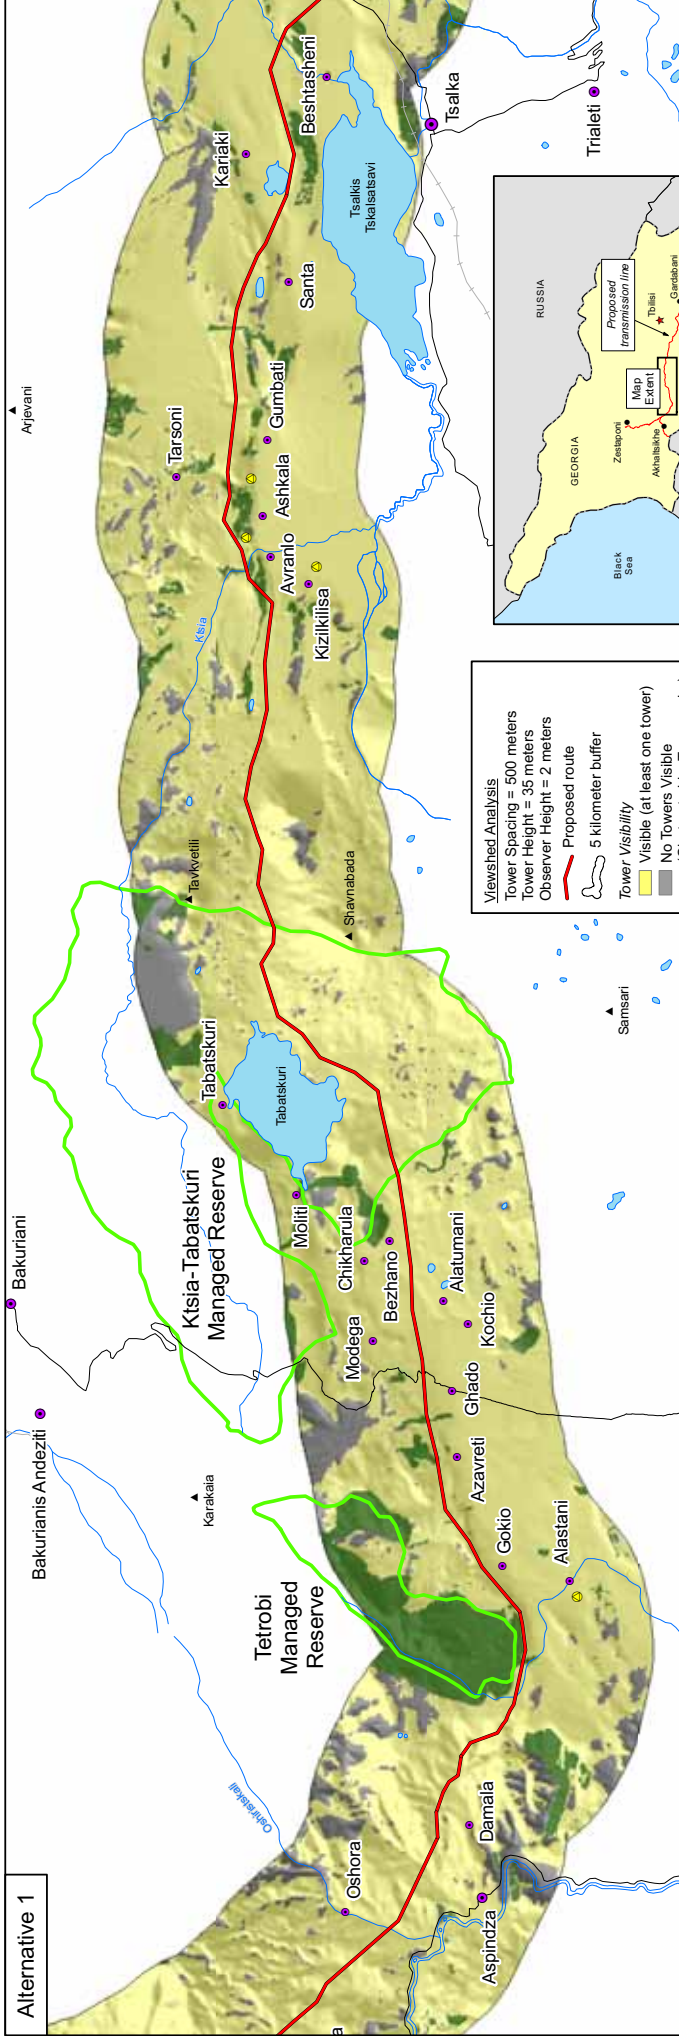 Alternative 1
Bakurianis Andeziti
Bakuriani
Arjevani
Karakaia
Oshiristskali
Tetrobi
Managed
Reserve
Ktsia-Tabatskuri
Managed Reserve
Tabatskuri
Tabatskuri
Tavkvetili
Shavnabada
Ktsia
Tarsoni
Kariaki
Beshtasheni
Tsalka
Trialeti
Tsalkis
Tskalsatsavi
Santa
Gumbati
Ashkala
Avranlo
Kizilkilisa
Moliti
Chikharula
Bezhano
Modega
Alatumani
Kochio
Ghado
Azavreti
Gokio
Alastani
Oshora
Damala
Aspindza
a
Samsari
Viewshed Analysis
Tower Spacing = 500 meters
Tower Height = 35 meters
Observer Height = 2 meters
Proposed route
5 kilometer buffer
Tower Visibility
Visible (at least one tower)
No Towers Visible
RUSSIA
GEORGIA
Black
Sea
Zestaponi
Akhaltsikhe
Map
Extent
Proposed
transmission line
Tbilisi
Gardabani